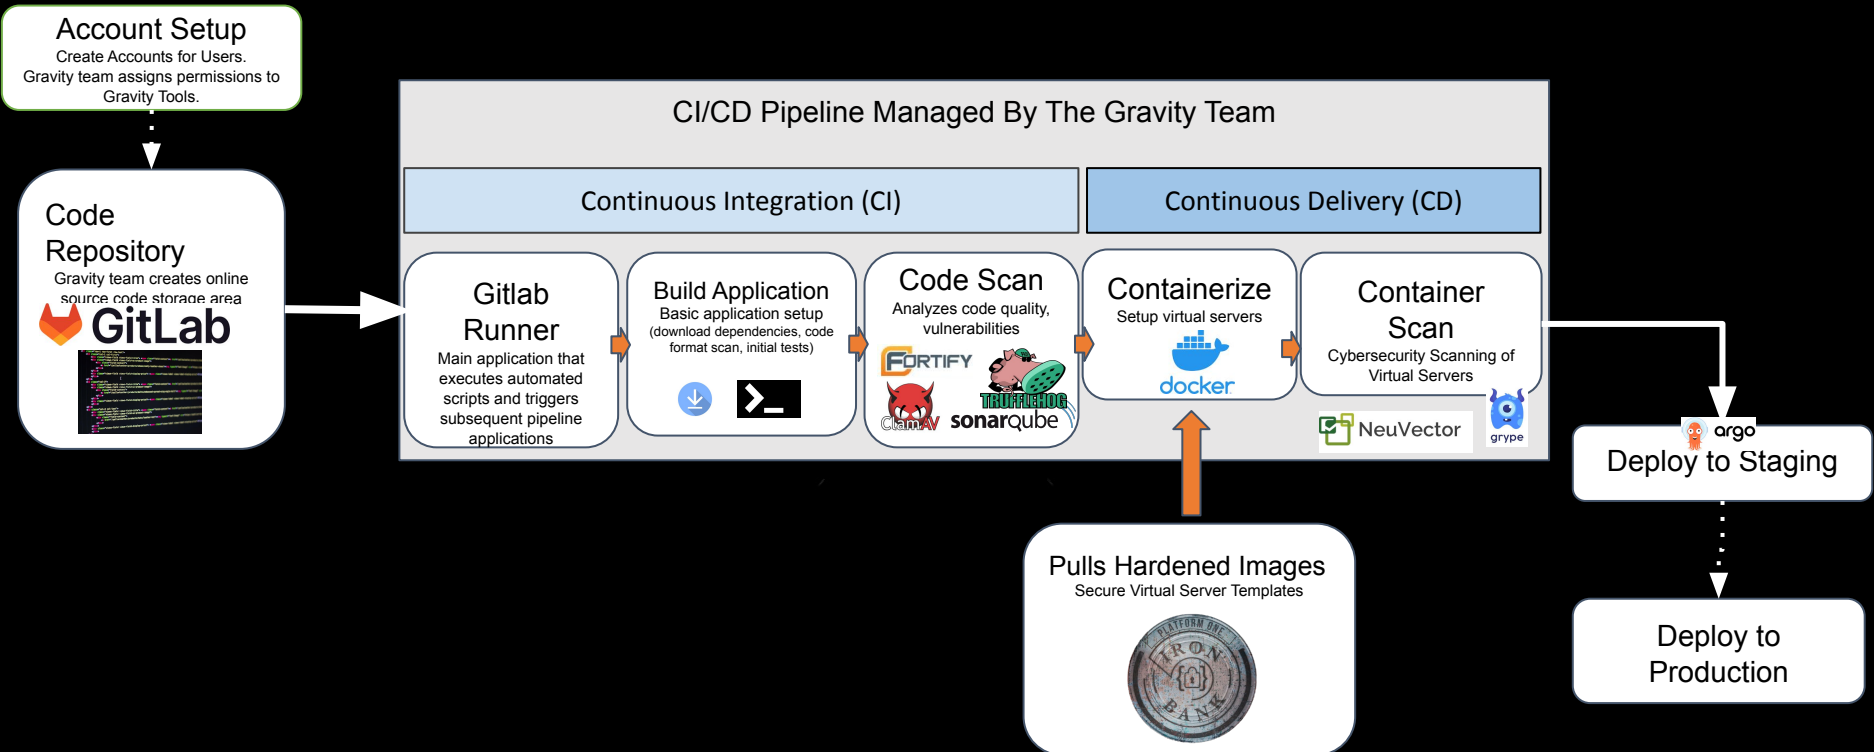 Account Setup
Create Accounts for Users.
Gravity team assigns permissions to
Gravity Tools.
Code
Repository
Gravity team creates online
source code storage area
GitLab
CI/CD Pipeline Managed By The Gravity Team
Continuous Integration (CI)
Continuous Delivery (CD)
Gitlab
Runner
Main application that
executes automated
scripts and triggers
subsequent pipeline
applications
Build Application
Basic application setup
(download dependencies, code
format scan, initial tests)
>_
Code Scan
Analyzes code quality,
vulnerabilities
FORTIFY
TRUFFLEHOG
ClamAV
sonarqube
Containerize
Setup virtual servers
docker
Container
Scan
Cybersecurity Scanning of
Virtual Servers
NeuVector
grype
argo
Deploy to Staging
Deploy to
Production
Pulls Hardened Images
Secure Virtual Server Templates
PLATFORM ONE
IRON
BANK